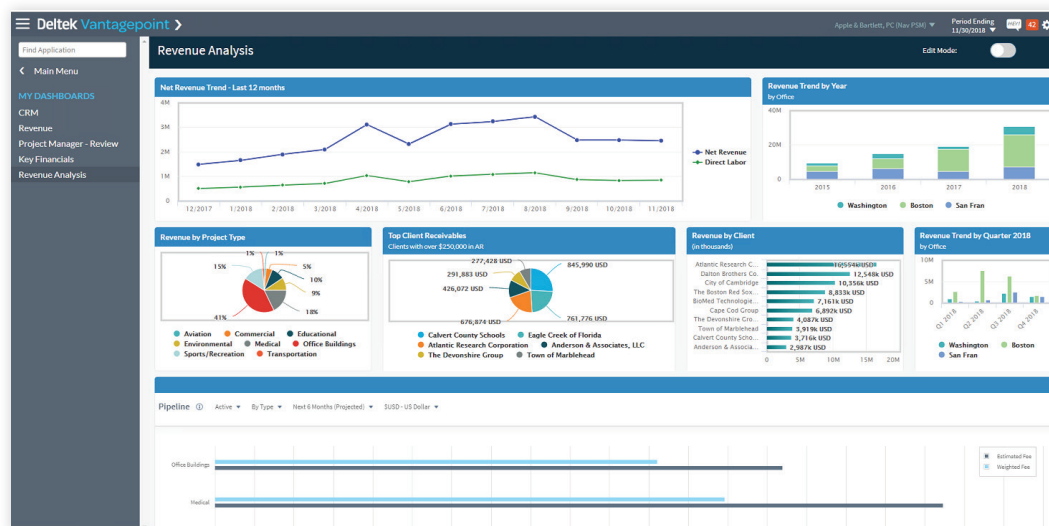 Deltek Vantagepoint
Apple & Bartlett, PC (Nav PSM)
Period Ending
11/30/2018
42
Find Application
Main Menu
MY DASHBOARDS
CRM
Revenue
Project Manager - Review
Key Financials
Revenue Analysis
Revenue Analysis
Edit Mode:
Net Revenue Trend - Last 12 months
4M
3M
2M
1M
0
12/2017 1/2018 2/2018 3/2018 4/2018 5/2018 6/2018 7/2018 8/2018 9/2018 10/2018 11/2018
Net Revenue
Direct Labor
Revenue Trend by Year
by Office
40M
20M
0
2015 2016 2017 2018
Washington Boston San Fran
Revenue by Project Type
1% 1%
15% 5%
10%
9%
41% 18%
Aviation Commercial Educational
Environmental Medical Office Buildings
Sports/Recreation Transportation
Top Client Receivables
Clients with over $250,000 in AR
277,428 USD 845,990 USD
291,883 USD
426,072 USD
676,874 USD 761,776 USD
Calvert County Schools Eagle Creek of Florida
Atlantic Research Corporation Anderson & Associates, LLC
The Devonshire Group Town of Marblehead
Revenue by Client
(in thousands)
Atlantic Research C...
Dalton Brothers Co. 12,548k USD
City of Cambridge 10,356k USD
The Boston Red Sox... 8,833k USD
BioMed Technologie... 7,161k USD
Cape Cod Group 6,892k USD
The Devonshire Gro... 4,087k USD
Town of Marblehead 3,919k USD
Calvert County Scho... 3,716k USD
Anderson & Associa... 2,987k USD
0 5M 10M 15M 20M
Revenue Trend by Quarter 2018
by Office
10M
5M
0
Q1 2018 Q2 2018 Q3 2018 Q4 2018
Washington Boston
San Fran
Pipeline Active By Type Next 6 Months (Projected) $USD - US Dollar
Office Buildings
Medical
Estimated Fee
Weighted Fee